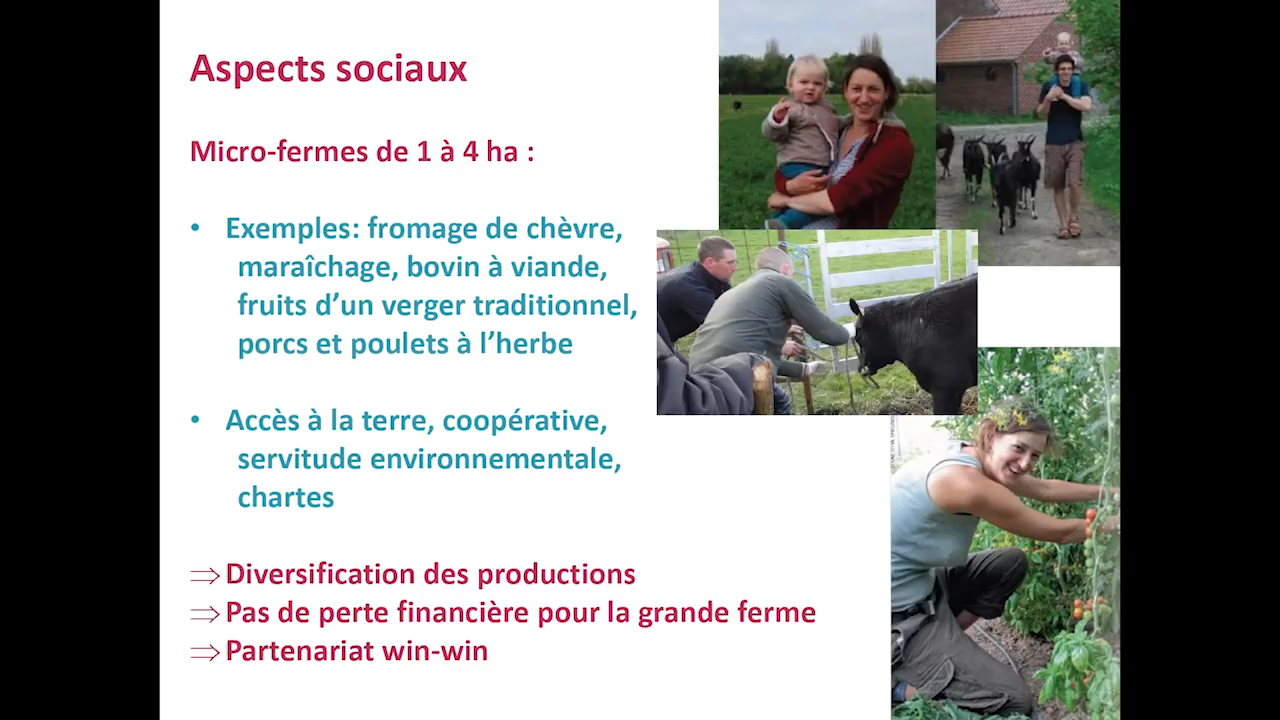 Aspects sociaux
Micro-fermes de 1 à 4 ha :
• Exemples: fromage de chèvre,
maraîchage, bovin à viande,
fruits d’un verger traditionnel,
porcs et poulets à l’herbe
• Accès à la terre, coopérative,
servitude environnementale,
chartes
⇒ Diversification des productions
⇒ Pas de perte financière pour la grande ferme
⇒ Partenariat win-win